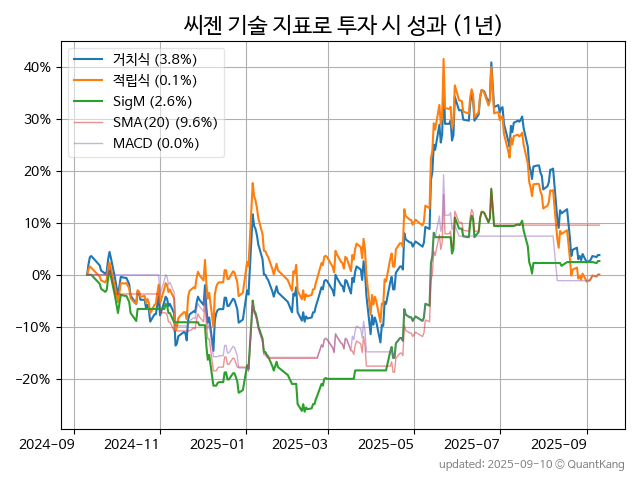 씨젠 기술 지표로 투자 시 성과 (1년)
거치식 (3.8%)
적립식 (0.1%)
SigM (2.6%)
SMA(20) (9.6%)
MACD (0.0%)
40%
30%
20%
10%
0%
−10%
−20%
2024-09
2024-11
2025-01
2025-03
2025-05
2025-07
2025-09
updated: 2025-09-10 © QuantKang